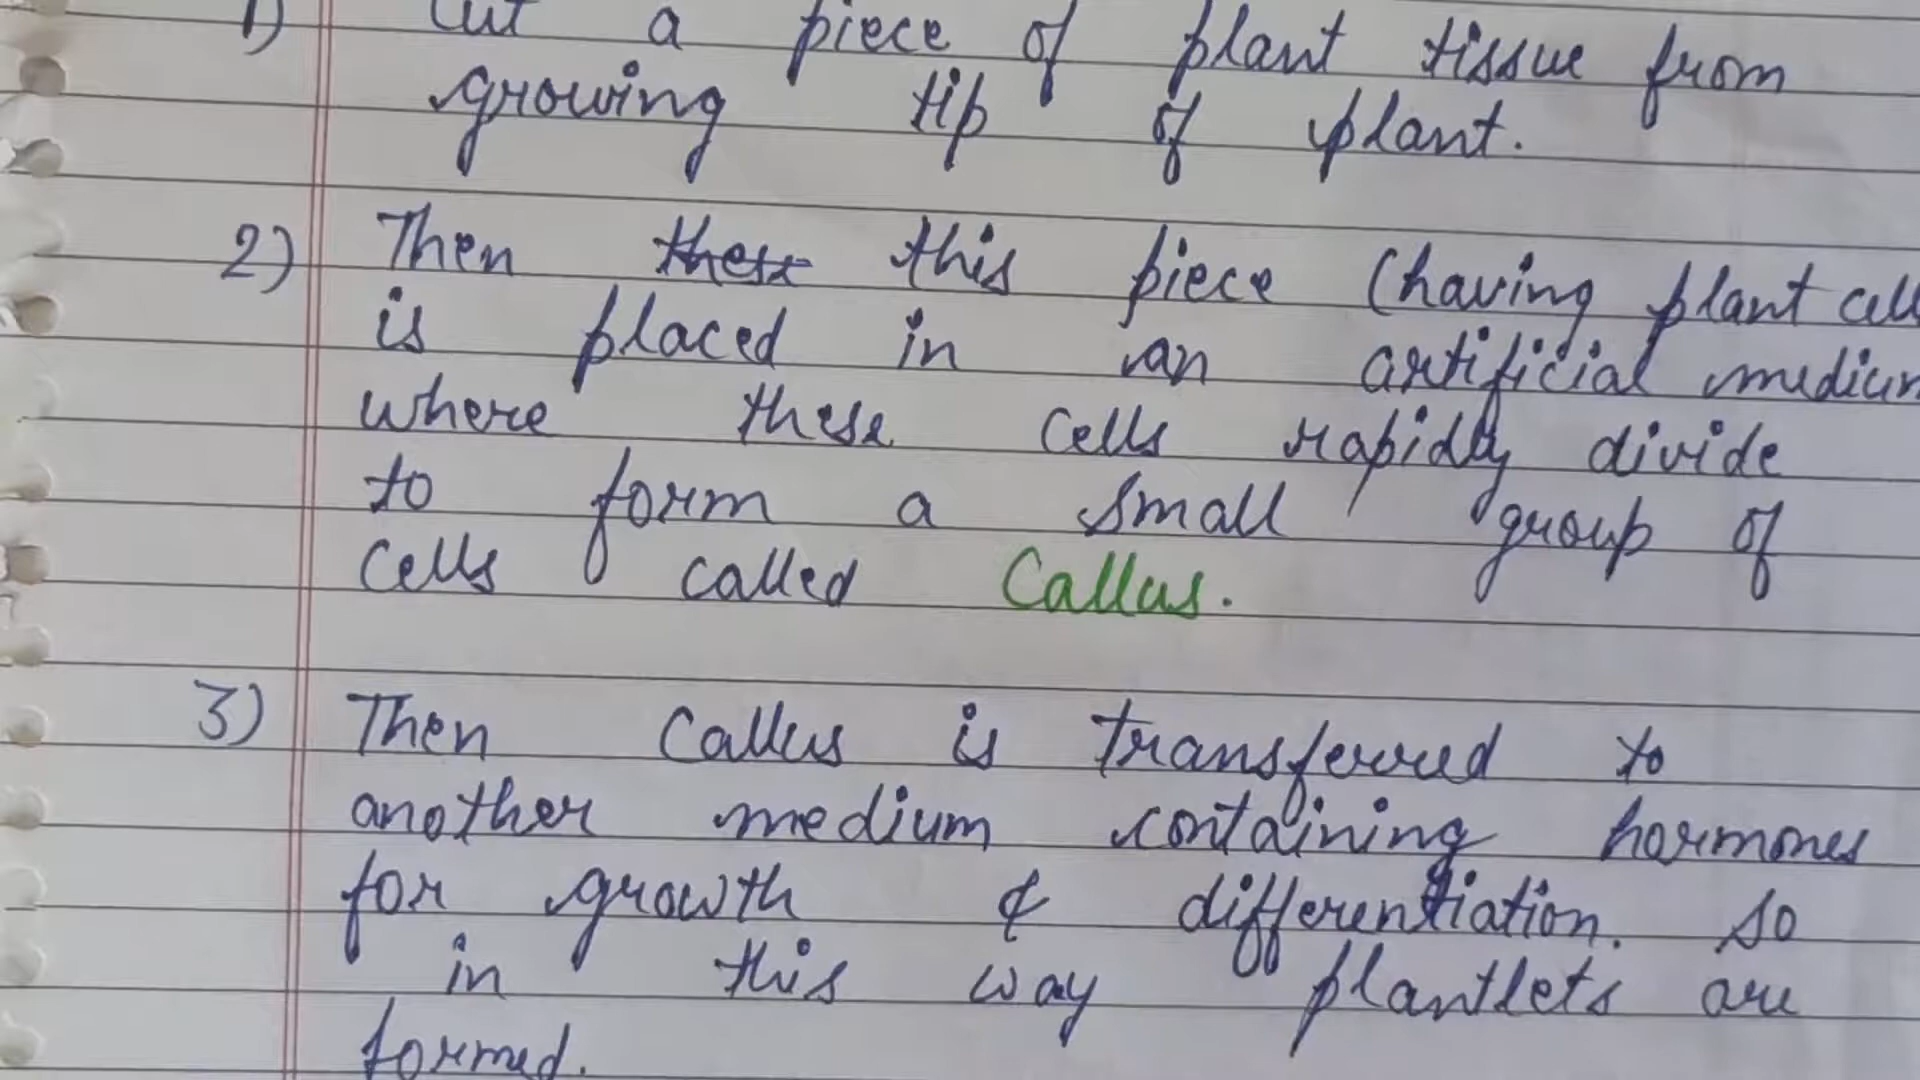 1) Cut a piece of plant tissue from
growing tip of plant.
2) Then these this piece (having plant cell
is placed in an artificial medium
where these cells rapidly divide
to form a small group of
cells called Callus.
3) Then Callus is transferred to
another medium containing hormones
for growth & differentiation. So
in this way plantlets are
formed.